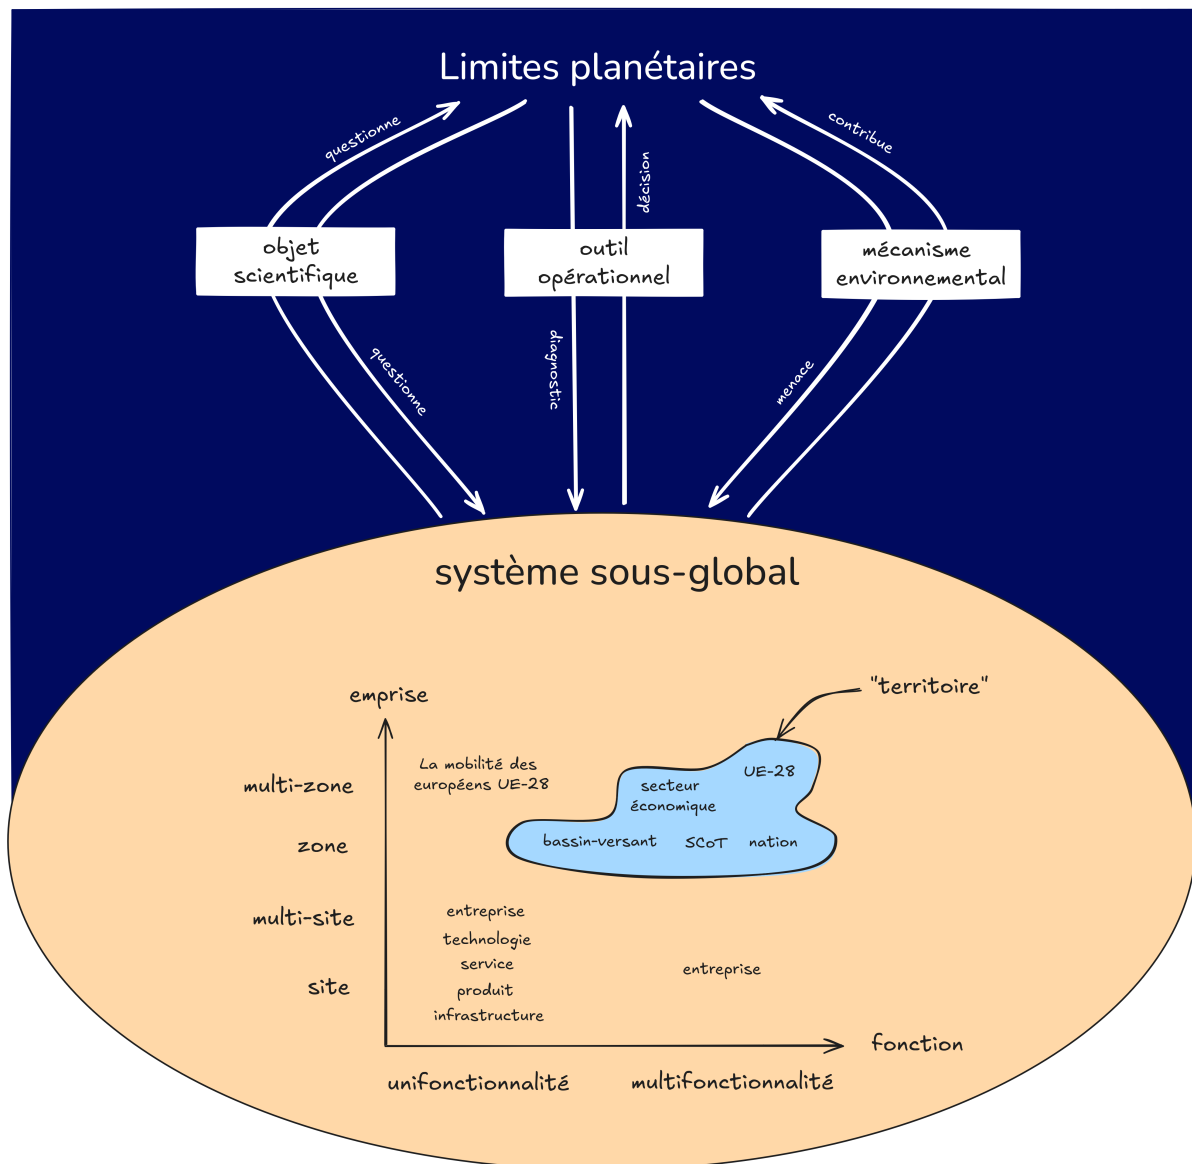 Limites planétaires
questionne
contribue
décision
objet
scientifique
outil
opérationnel
mécanisme
environnemental
questionne
diagnostic
menace
système sous-global
"territoire"
emprise
La mobilité des
européens UE-28
UE-28
secteur
économique
multi-zone
zone
bassin-versant SCoT nation
multi-site
entreprise
technologie
service
entreprise
site
produit
infrastructure
fonction
unifonctionnalité multifonctionnalité